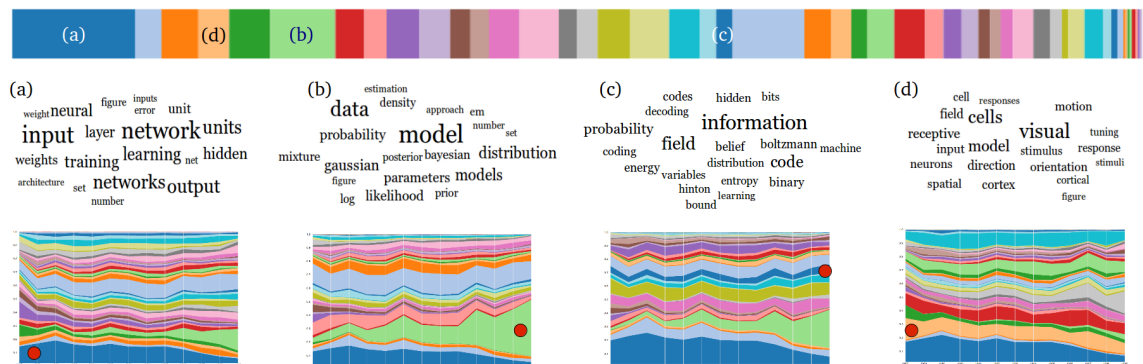 (a) (d) (b) (c)
(a)
inputs
weight neural figure error unit
input layer network units
weights training learning net hidden
architecture set networks output
number
(b)
estimation
data density approach em
probability model number set
mixture gaussian posterior bayesian distribution
figure parameters models
log likelihood prior
(c)
codes hidden bits
decoding
probability information
coding field belief boltzmann machine
energy distribution code
variables entropy binary
hinton learning
bound
(d)
cell responses motion
field cells
receptive visual tuning
input model stimulus response
neurons direction orientation stimuli
spatial cortex cortical
figure